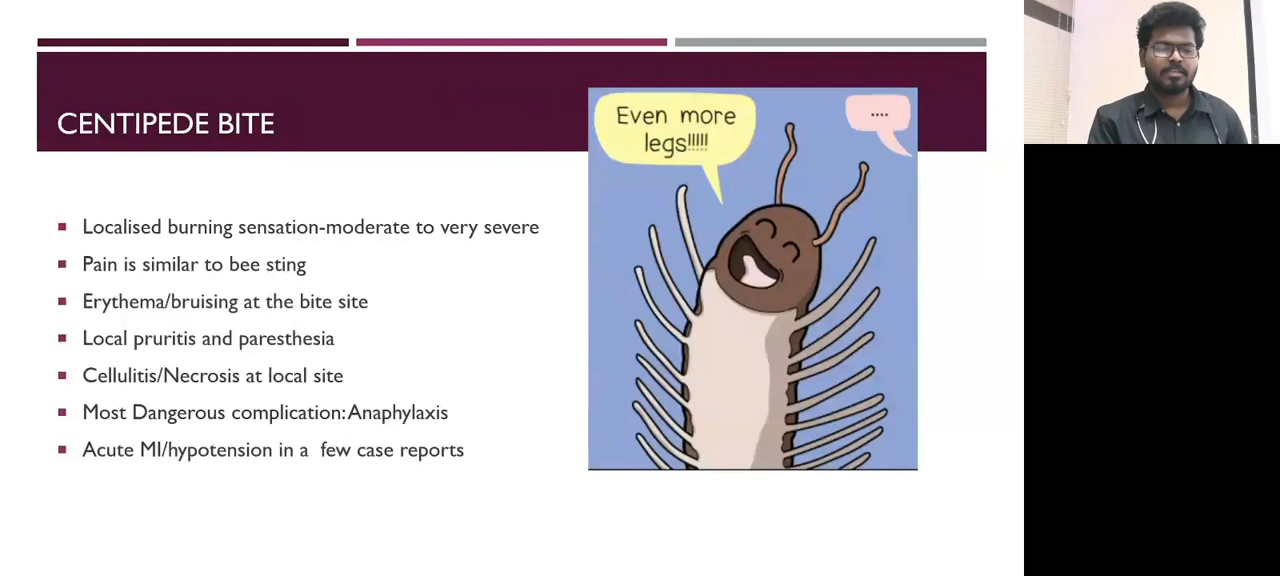 CENTIPEDE BITE
Even more
legs!!!!!
....
Localised burning sensation-moderate to very severe
Pain is similar to bee sting
Erythema/bruising at the bite site
Local pruritis and paresthesia
Cellulitis/Necrosis at local site
Most Dangerous complication:Anaphylaxis
Acute MI/hypotension in a  few case reports